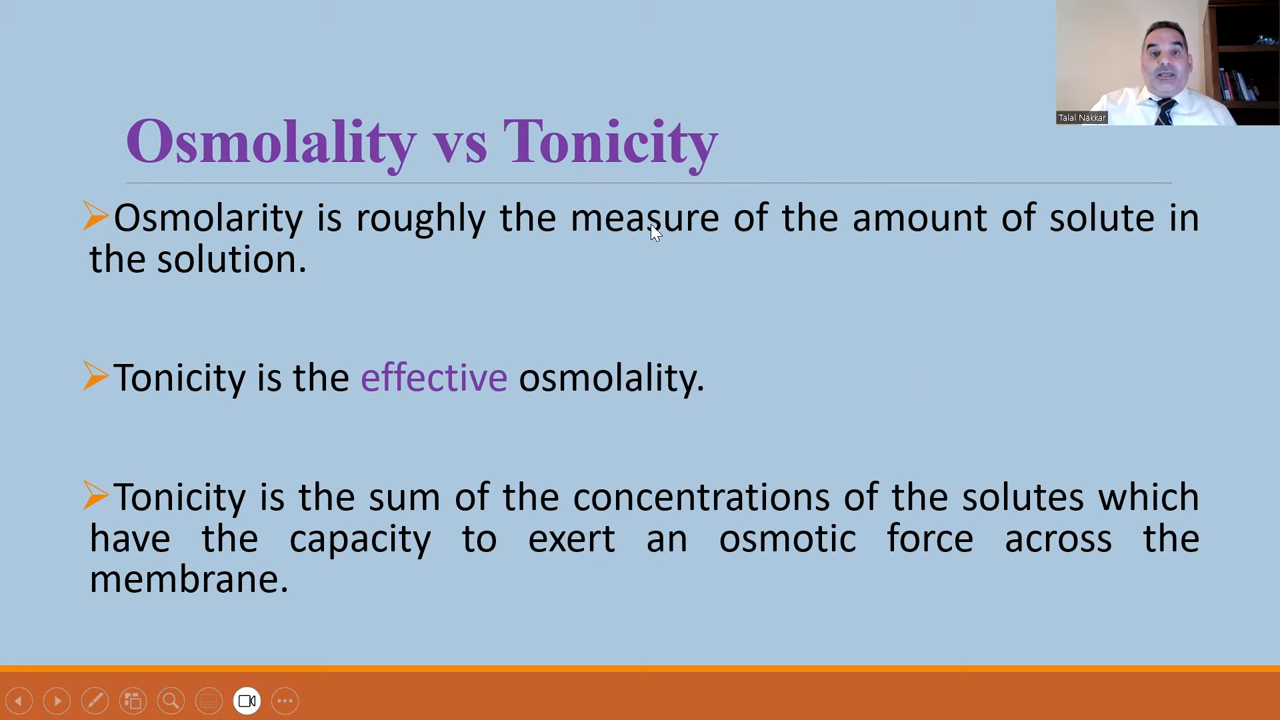 Talal Nakkar
Osmolality vs Tonicity
Osmolarity is roughly the measure of the amount of solute in
the solution.
Tonicity is the effective osmolality.
Tonicity is the sum of the concentrations of the solutes which
have the capacity to exert an osmotic force across the
membrane.